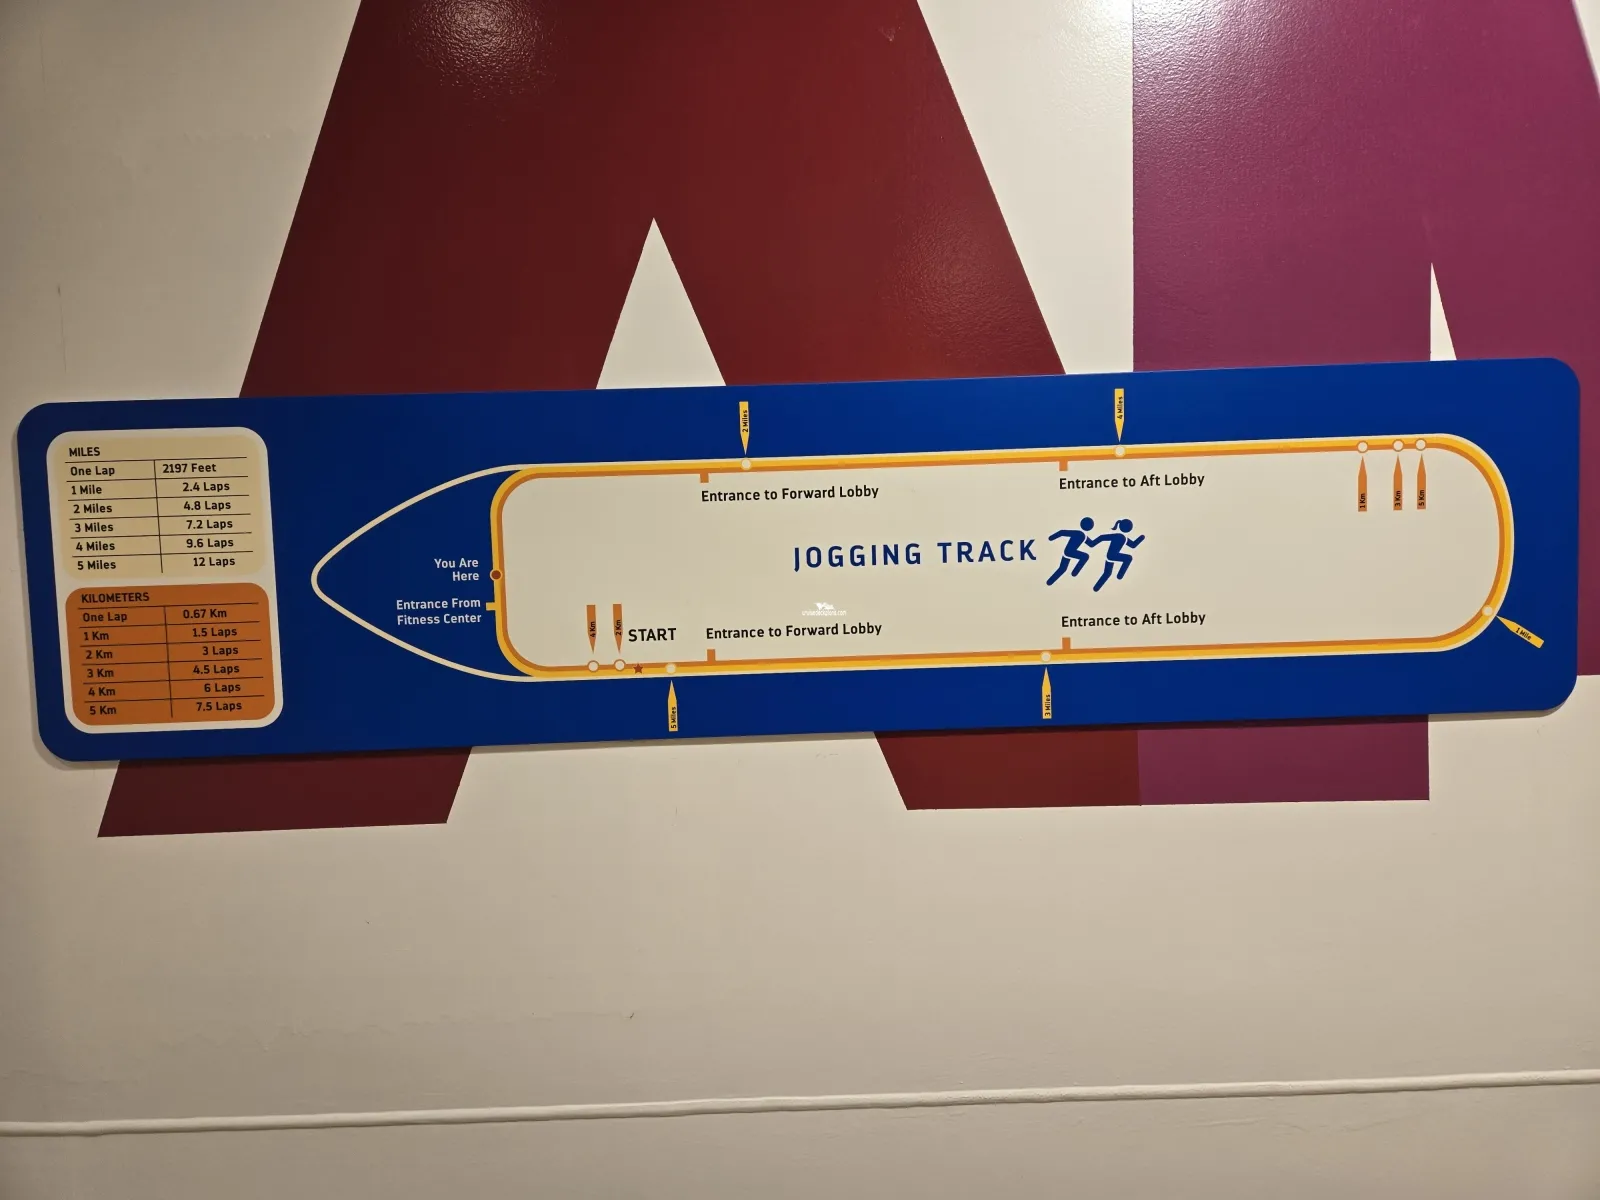 MILES
One Lap 2197 Feet
1 Mile 2.4 Laps
2 Miles 4.8 Laps
3 Miles 7.2 Laps
4 Miles 9.6 Laps
5 Miles 12 Laps
KILOMETERS
One Lap 0.67 Km
1 Km 1.5 Laps
2 Km 3 Laps
3 Km 4.5 Laps
4 Km 6 Laps
5 Km 7.5 Laps
2 Miles
4 Miles
Entrance to Forward Lobby
Entrance to Aft Lobby
1 Km
3 Km
5 Km
JOGGING TRACK
You Are
Here
Entrance From
Fitness Center
4 Km
2 Km
START
Entrance to Forward Lobby
Entrance to Aft Lobby
1 Mile
5 Miles
3 Miles